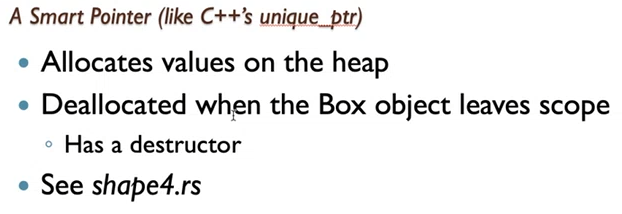 A Smart Pointer (like C++'s unique_ptr)
Allocates values on the heap
Deallocated when the Box object leaves scope
Has a destructor
See shape4.rs